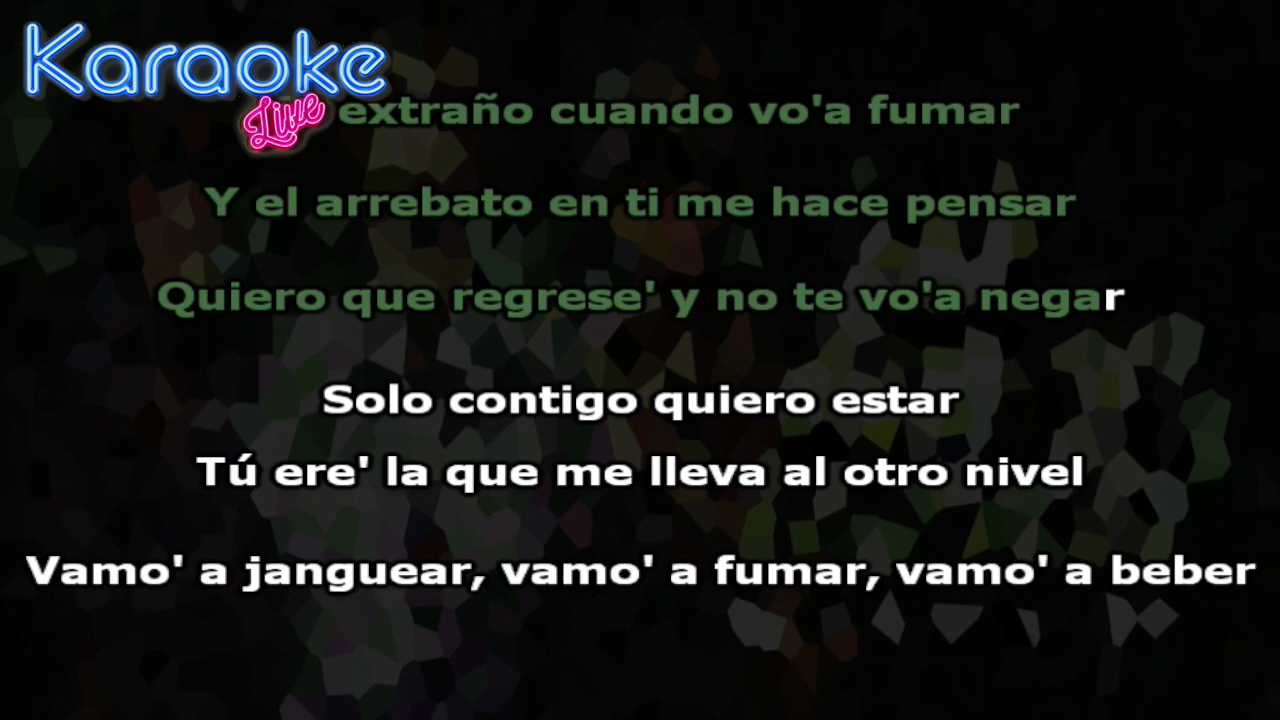 Karaoke
Live
extraño cuando vo'a fumar
Y el arrebato en ti me hace pensar
Quiero que regrese' y no te vo'a negar
Solo contigo quiero estar
Tú ere' la que me lleva al otro nivel
Vamo' a janguear, vamo' a fumar, vamo' a beber